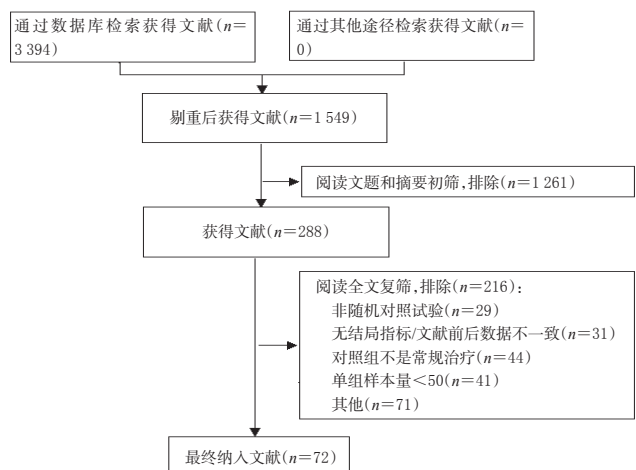 通过数据库检索获得文献(n=
3 394)
通过其他途径检索获得文献(n=
0)
剔重后获得文献(n=1 549)
阅读文题和摘要初筛,排除(n=1 261)
获得文献(n=288)
阅读全文复筛,排除(n=216):
非随机对照试验(n=29)
无结局指标/文献前后数据不一致(n=31)
对照组不是常规治疗(n=44)
单组样本量<50(n=41)
其他(n=71)
最终纳入文献(n=72)